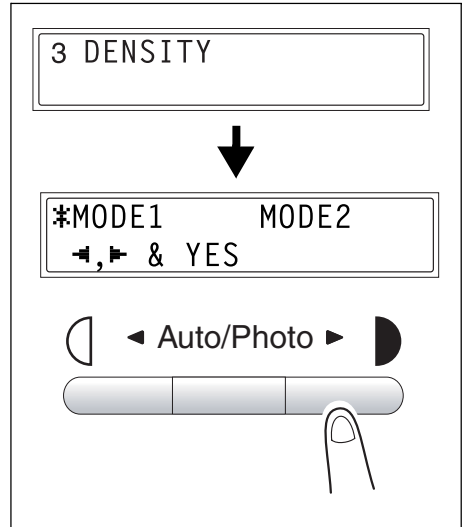 3 DENSITY
*MODE1 MODE2
◄,► & YES
◄ Auto/Photo ►